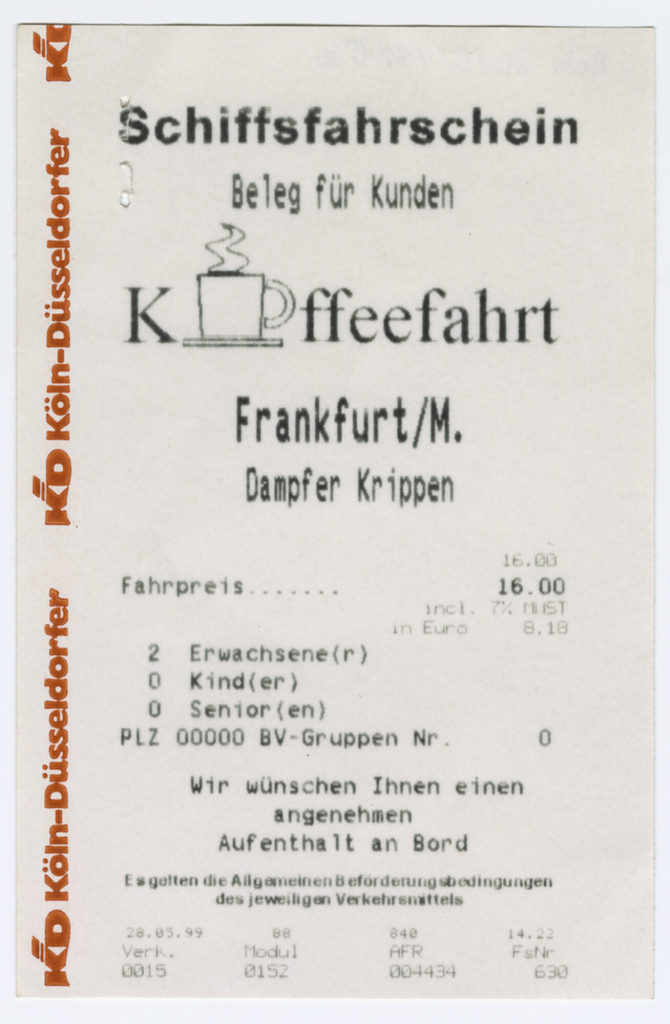 Schiffsfahrschein
Beleg für Kunden
K ffeefahrt
Frankfurt/M.
Dampfer Krippen
16.00
Fahrpreis....... 16.00
incl. 7% MWST
in Euro 8.18
2 Erwachsene(r)
0 Kind(er)
0 Senior(en)
PLZ 00000 BV-Gruppen Nr. 0
Wir wünschen Ihnen einen
angenehmen
Aufenthalt an Bord
Es gelten die Allgemeinen Beförderungsbedingungen
des jeweiligen Verkehrsmittels
28.05.99 88 840 14.22
Verk. Modul AFR FsNr
0015 0152 004434 630
KD
KD Köln-Düsseldorfer
KD Köln-Düsseldorfer